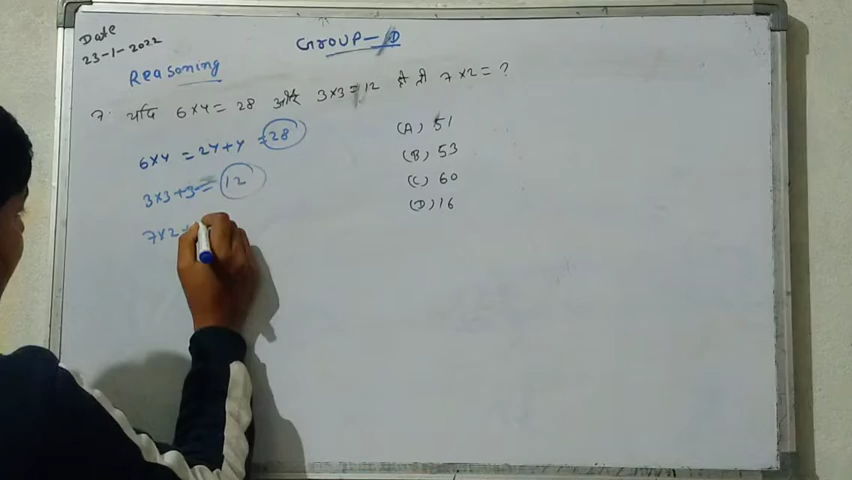 Date
23-1-2022
GROUP-D
Reasoning
7. यदि 6×4= 28 और 3×3=12 है तो 7×2= ?
6×4 = 24+4 = 28
3×3+3= 12
7×2+
(A) 51
(B) 53
(C) 60
(D) 16